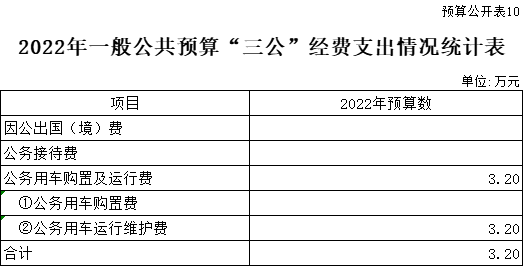 预算公开表10
2022年一般公共预算“三公”经费支出情况统计表
单位：万元
项目 2022年预算数
因公出国（境）费
公务接待费
公务用车购置及运行费 3.20
①公务用车购置费
②公务用车运行维护费 3.20
合计 3.20